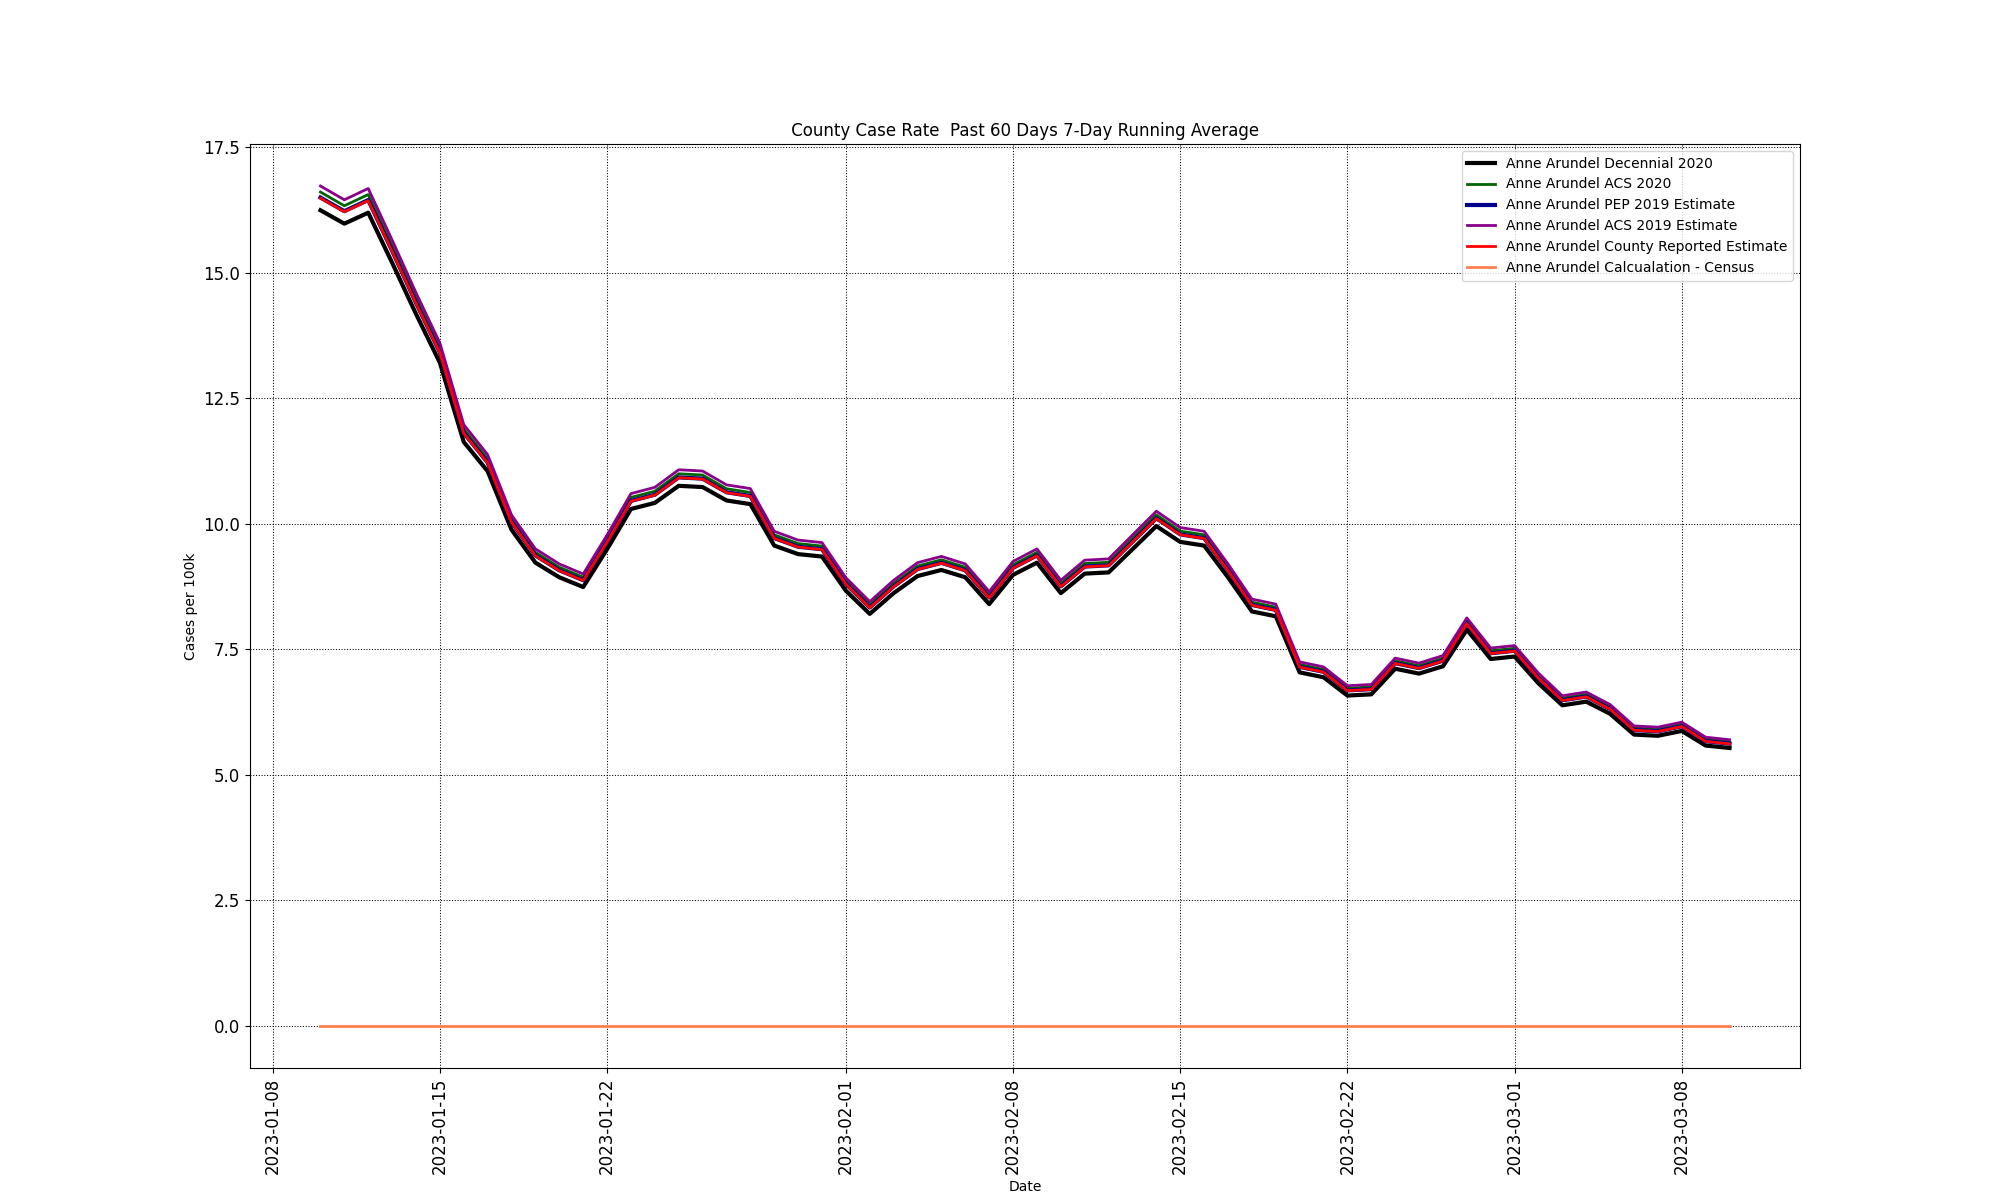 County Case Rate  Past 60 Days 7-Day Running Average
17.5
15.0
12.5
10.0
7.5
5.0
2.5
0.0
Cases per 100k
Anne Arundel Decennial 2020
Anne Arundel ACS 2020
Anne Arundel PEP 2019 Estimate
Anne Arundel ACS 2019 Estimate
Anne Arundel County Reported Estimate
Anne Arundel Calcualation - Census
2023-01-08
2023-01-15
2023-01-22
2023-02-01
2023-02-08
2023-02-15
2023-02-22
2023-03-01
2023-03-08
Date